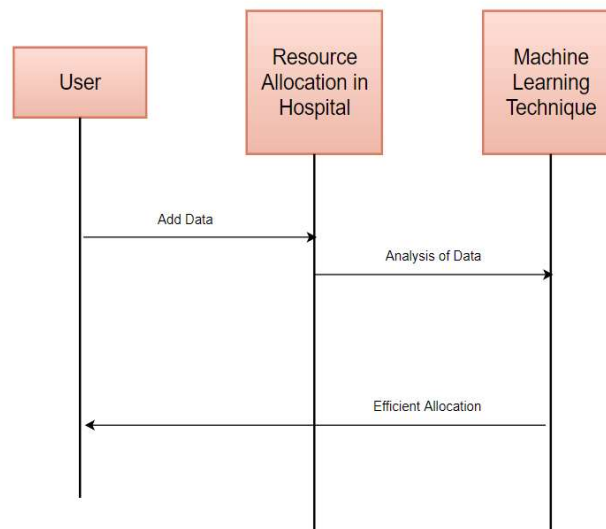 User
Resource
Allocation in
Hospital
Machine
Learning
Technique
Add Data
Analysis of Data
Efficient Allocation